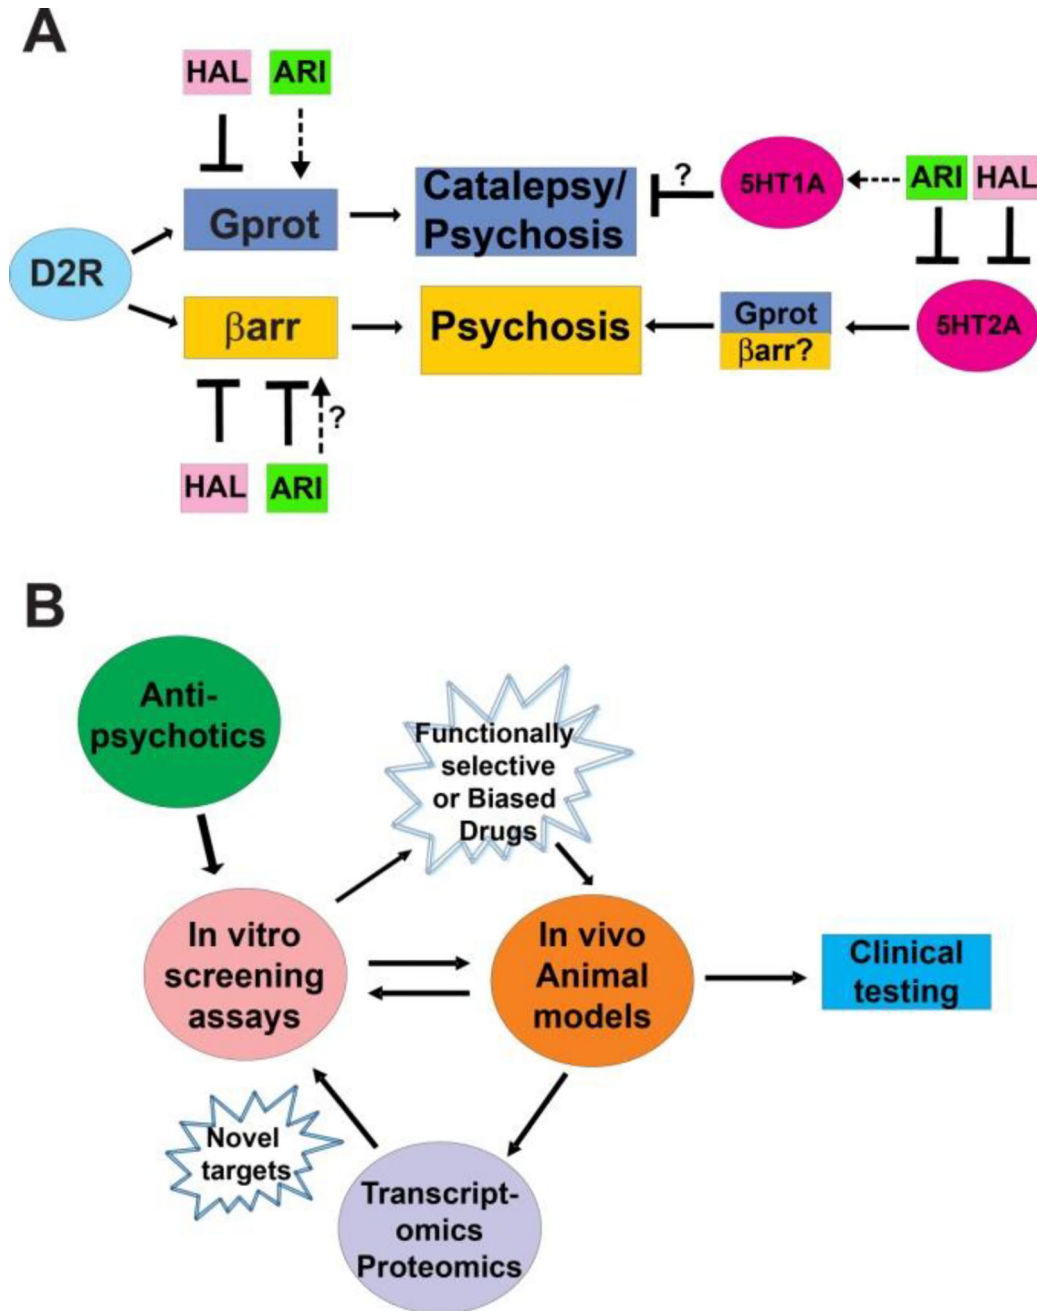 A
HAL ARI
Gprot
Catalepsy/
Psychosis
?
5HT1A
ARI HAL
D2R
βarr
Psychosis
Gprot
βarr?
5HT2A
?
HAL ARI
B
Anti-
psychotics
Functionally
selective
or Biased
Drugs
In vitro
screening
assays
In vivo
Animal
models
Clinical
testing
Novel
targets
Transcript-
omics
Proteomics